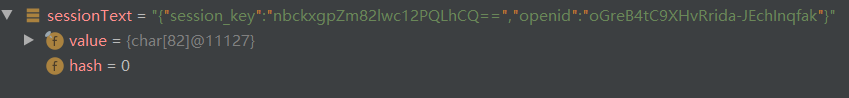 sessionText = "{"session_key":"nbckxgpZm82lwc12PQLhCQ==","openid":"oGreB4tC9XHvRrida-JEchInqfak"}"
value = {char[82]@11127}
hash = 0